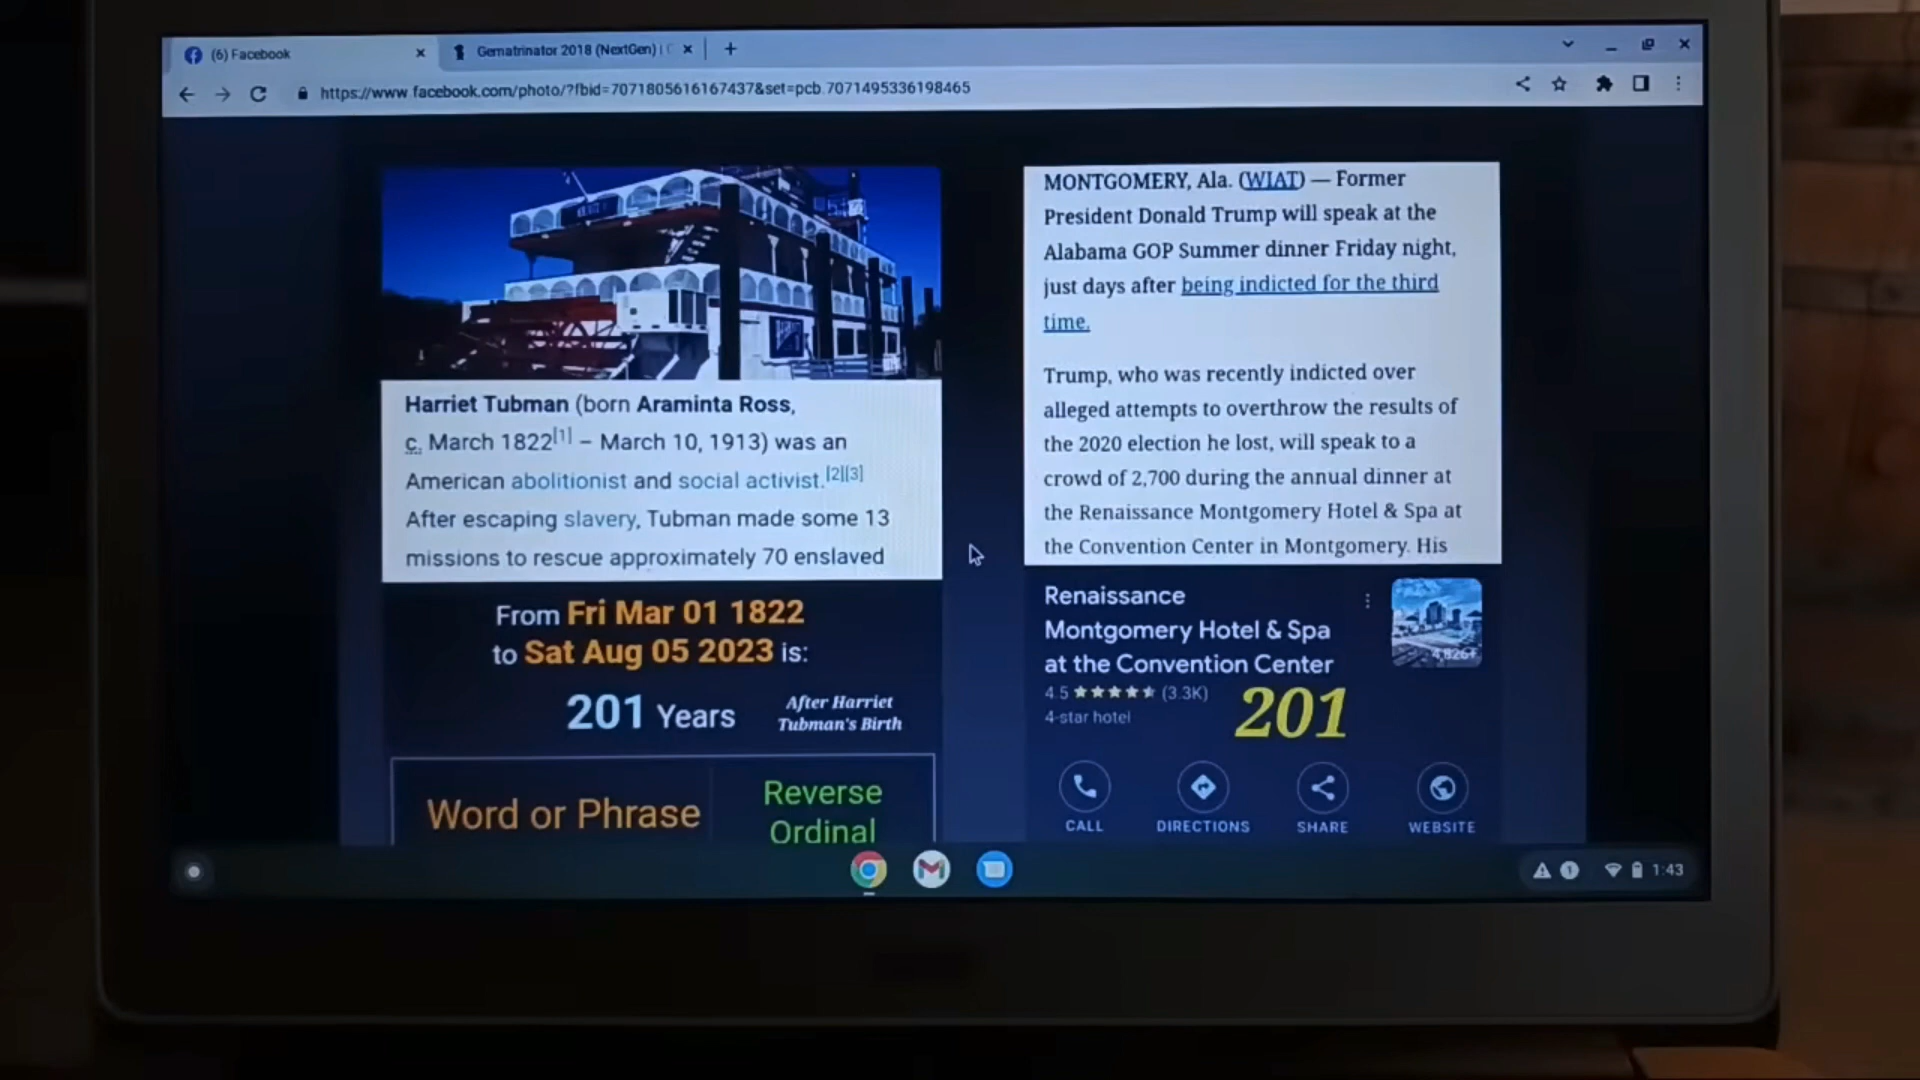 (6) Facebook
Gematrinator 2018 (NextGen) | C
https://www.facebook.com/photo/?fbid=7071805616167437&set=pcb.7071495336198465
Harriet Tubman (born Araminta Ross,
c. March 1822[1] – March 10, 1913) was an
American abolitionist and social activist.[2][3]
After escaping slavery, Tubman made some 13
missions to rescue approximately 70 enslaved
From Fri Mar 01 1822
to Sat Aug 05 2023 is:
201 Years
After Harriet
Tubman's Birth
Word or Phrase
Reverse
Ordinal
MONTGOMERY, Ala. (WIAT) — Former
President Donald Trump will speak at the
Alabama GOP Summer dinner Friday night,
just days after being indicted for the third
time.
Trump, who was recently indicted over
alleged attempts to overthrow the results of
the 2020 election he lost, will speak to a
crowd of 2,700 during the annual dinner at
the Renaissance Montgomery Hotel & Spa at
the Convention Center in Montgomery. His
Renaissance
Montgomery Hotel & Spa
at the Convention Center
4.5 ★★★★★ (3.3K)
4-star hotel
201
4,826+
CALL DIRECTIONS SHARE WEBSITE
1 1:43